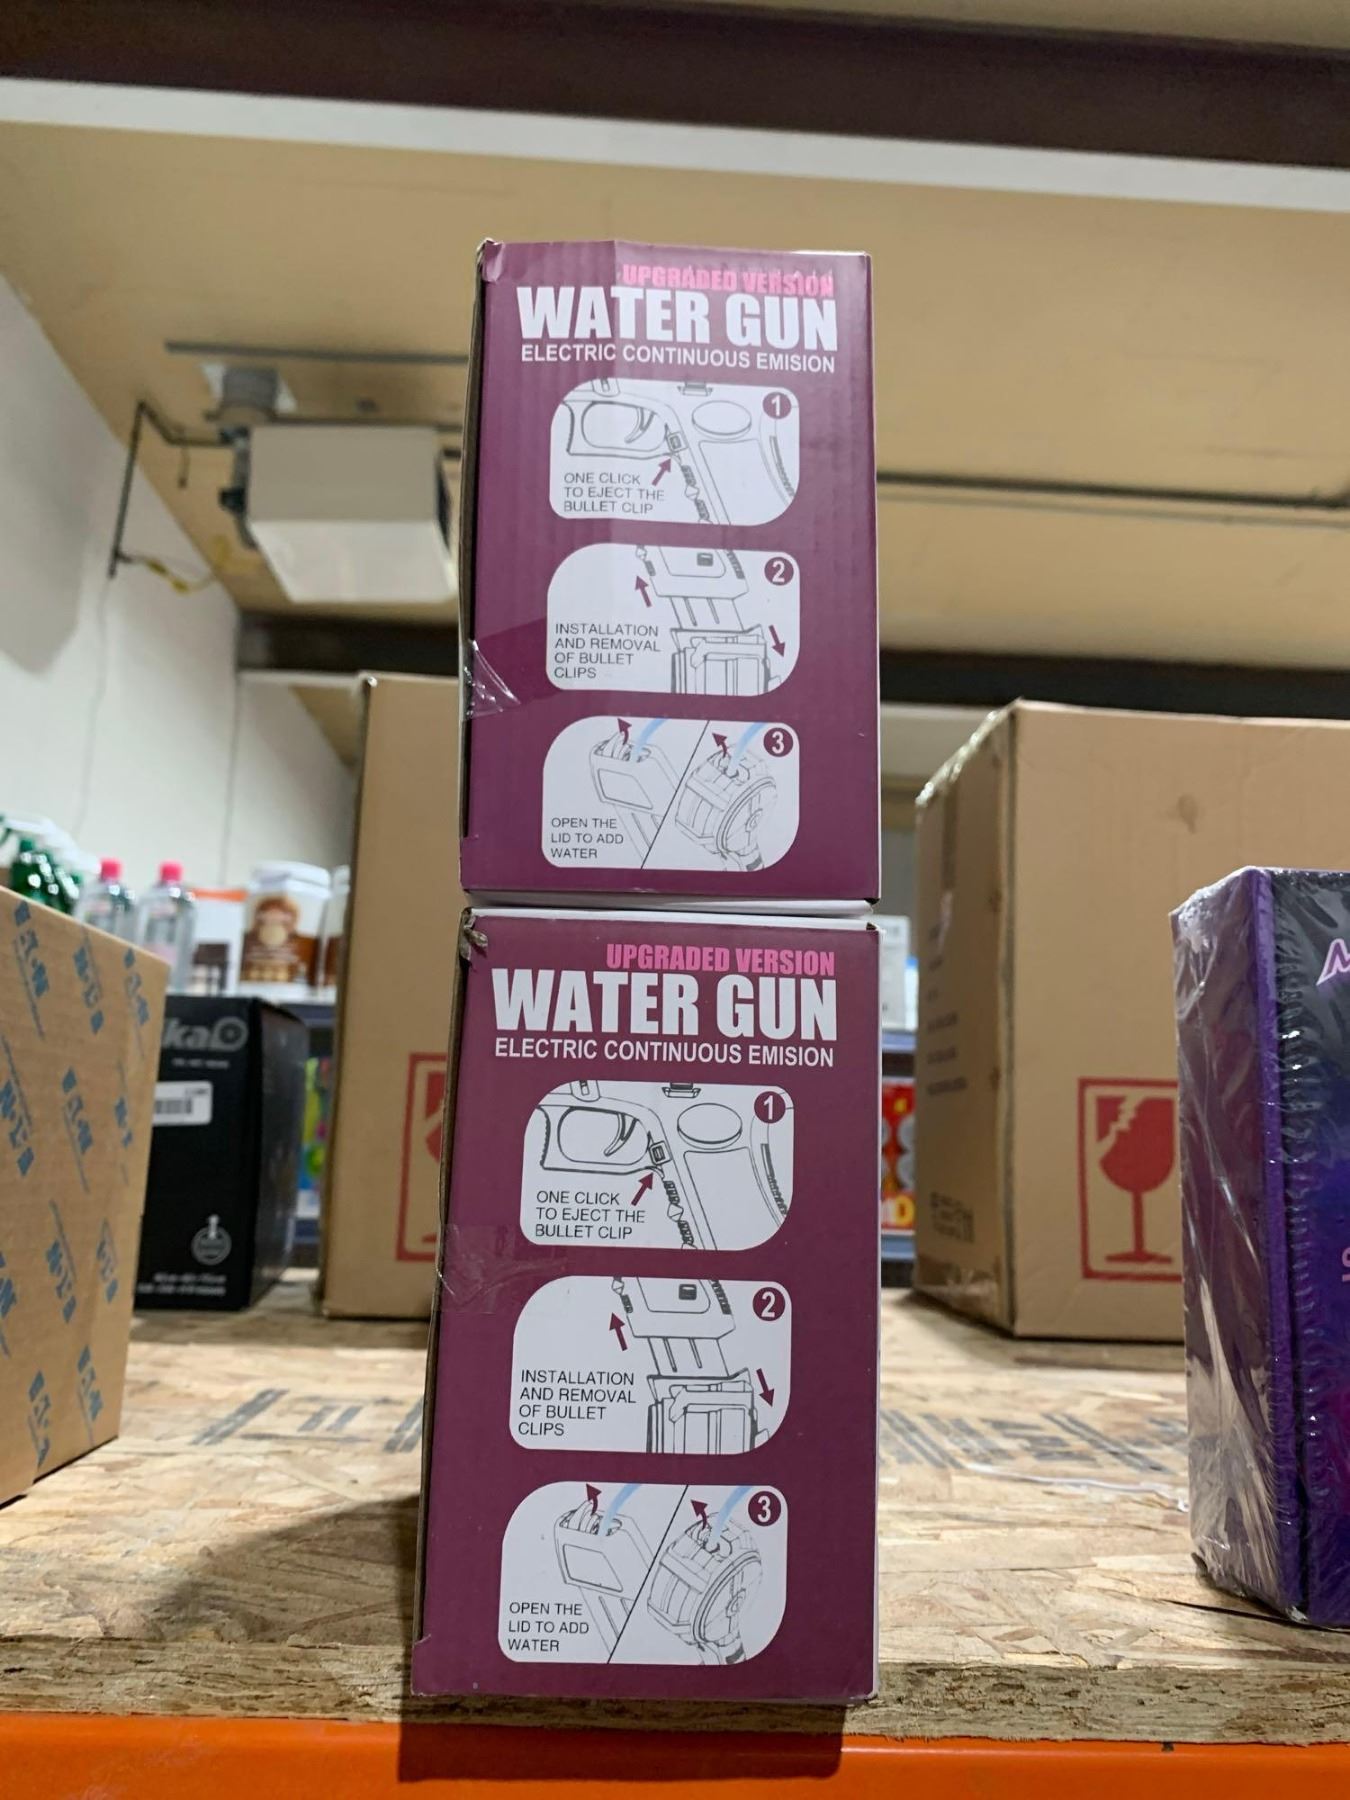 UPGRADED VERSION
WATER GUN
ELECTRIC CONTINUOUS EMISION
1
ONE CLICK
TO EJECT THE
BULLET CLIP
2
INSTALLATION
AND REMOVAL
OF BULLET
CLIPS
3
OPEN THE
LID TO ADD
WATER
UPGRADED VERSION
WATER GUN
ELECTRIC CONTINUOUS EMISION
1
ONE CLICK
TO EJECT THE
BULLET CLIP
2
INSTALLATION
AND REMOVAL
OF BULLET
CLIPS
3
OPEN THE
LID TO ADD
WATER